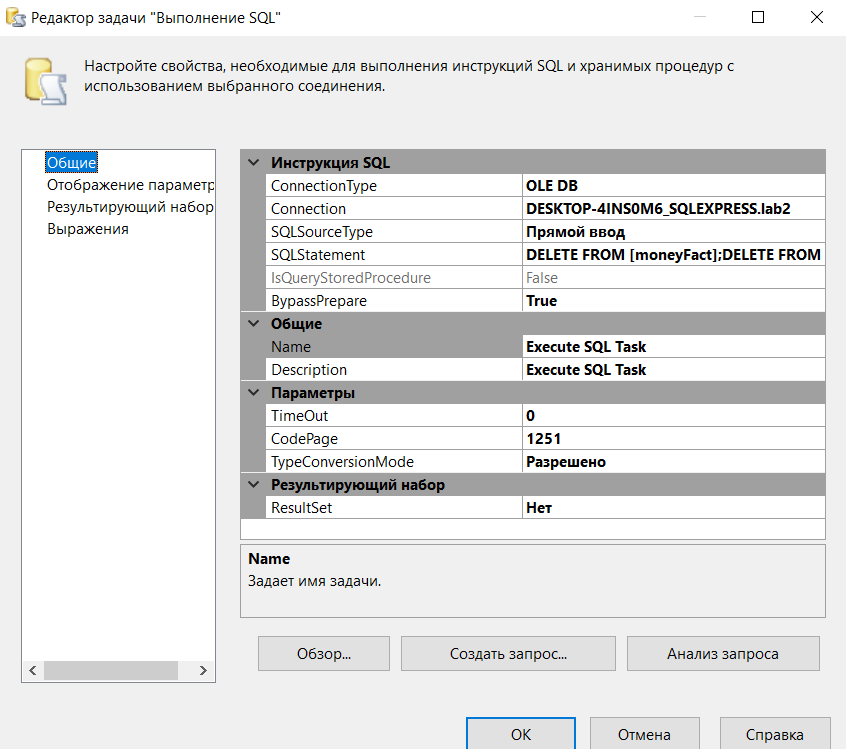 Редактор задачи "Выполнение SQL"
Настройте свойства, необходимые для выполнения инструкций SQL и хранимых процедур с
использованием выбранного соединения.
Общие
Отображение параметр
Результирующий набор
Выражения
Инструкция SQL
ConnectionType OLE DB
Connection DESKTOP-4INS0M6_SQLEXPRESS.lab2
SQLSourceType Прямой ввод
SQLStatement DELETE FROM [moneyFact];DELETE FROM
IsQueryStoredProcedure False
BypassPrepare True
Общие
Name Execute SQL Task
Description Execute SQL Task
Параметры
TimeOut 0
CodePage 1251
TypeConversionMode Разрешено
Результирующий набор
ResultSet Нет
Name
Задает имя задачи.
Обзор... Создать запрос... Анализ запроса
ОК Отмена Справка